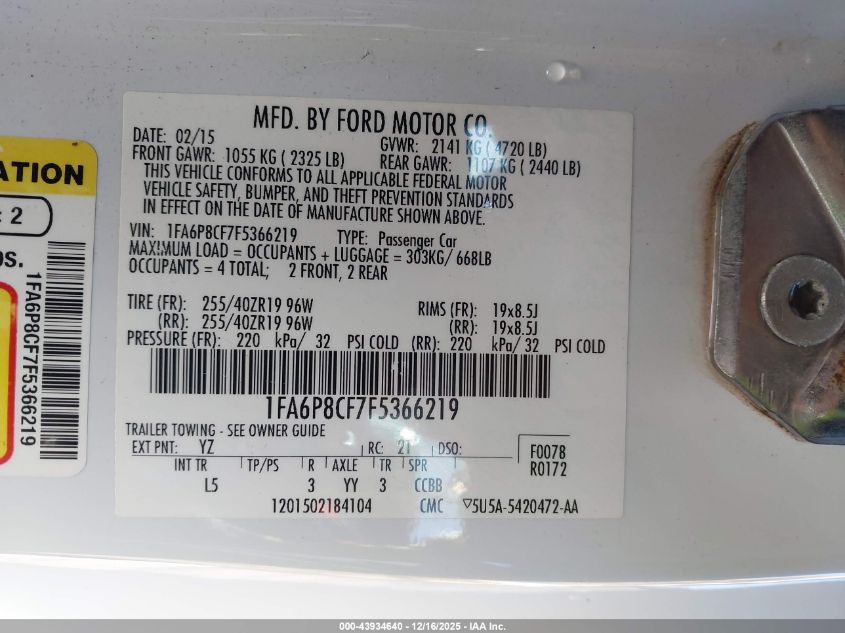 MFD. BY FORD MOTOR CO.
DATE: 02/15 GVWR: 2141 KG ( 4720 LB)
FRONT GAWR: 1055 KG ( 2325 LB) REAR GAWR: 1107 KG ( 2440 LB)
THIS VEHICLE CONFORMS TO ALL APPLICABLE FEDERAL MOTOR
VEHICLE SAFETY, BUMPER, AND THEFT PREVENTION STANDARDS
IN EFFECT ON THE DATE OF MANUFACTURE SHOWN ABOVE.
VIN: 1FA6P8CF7F5366219 TYPE: Passenger Car
MAXIMUM LOAD = OCCUPANTS + LUGGAGE = 303KG/ 668LB
OCCUPANTS = 4 TOTAL; 2 FRONT, 2 REAR
TIRE (FR): 255/40ZR19 96W RIMS (FR): 19x8.5J
(RR): 255/40ZR19 96W (RR): 19x8.5J
PRESSURE (FR): 220 kPa/ 32 PSI COLD (RR): 220 kPa/ 32 PSI COLD
1FA6P8CF7F5366219
TRAILER TOWING - SEE OWNER GUIDE
EXT PNT: YZ RC: 21 DSO: F0078
R0172
INT TR TP/PS R AXLE TR SPR
L5 3 YY 3 CCBB
1201502184104 CMC ▽5U5A-5420472-AA
ATION
: 2
os.
1FA6P8CF7F5366219
000-43934640 - 12/16/2025 - IAA Inc.